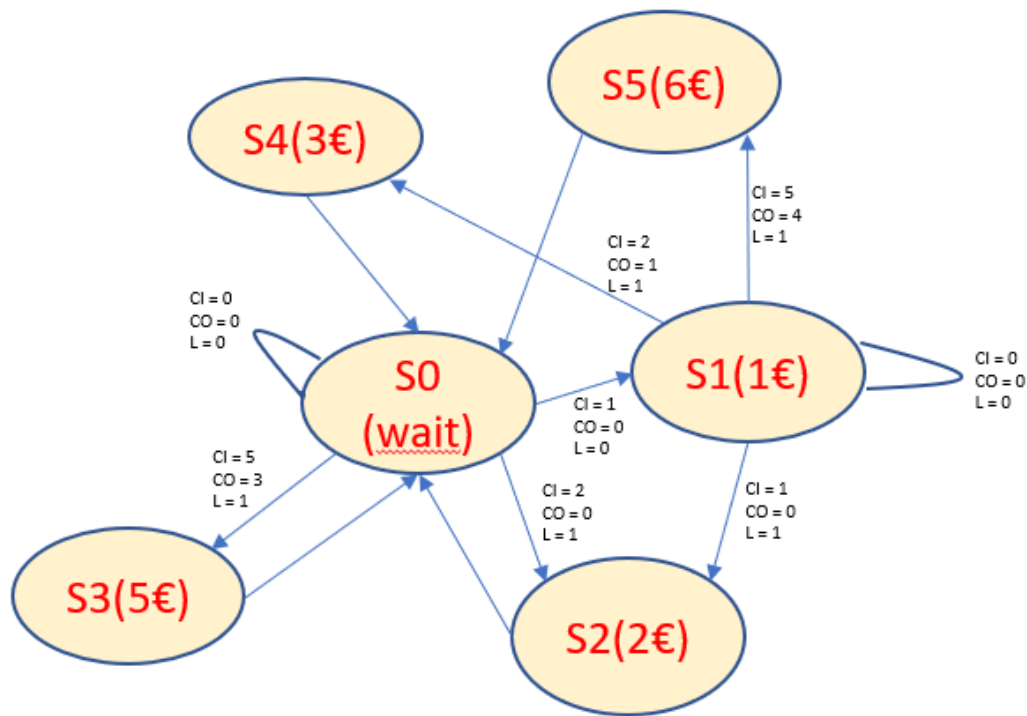 S5(6€)
S4(3€)
CI = 5
CO = 4
L = 1
CI = 2
CO = 1
L = 1
CI = 0
CO = 0
L = 0
S0
(wait)
S1(1€)
CI = 0
CO = 0
L = 0
CI = 1
CO = 0
L = 0
CI = 5
CO = 3
L = 1
CI = 2
CO = 0
L = 1
CI = 1
CO = 0
L = 1
S3(5€)
S2(2€)